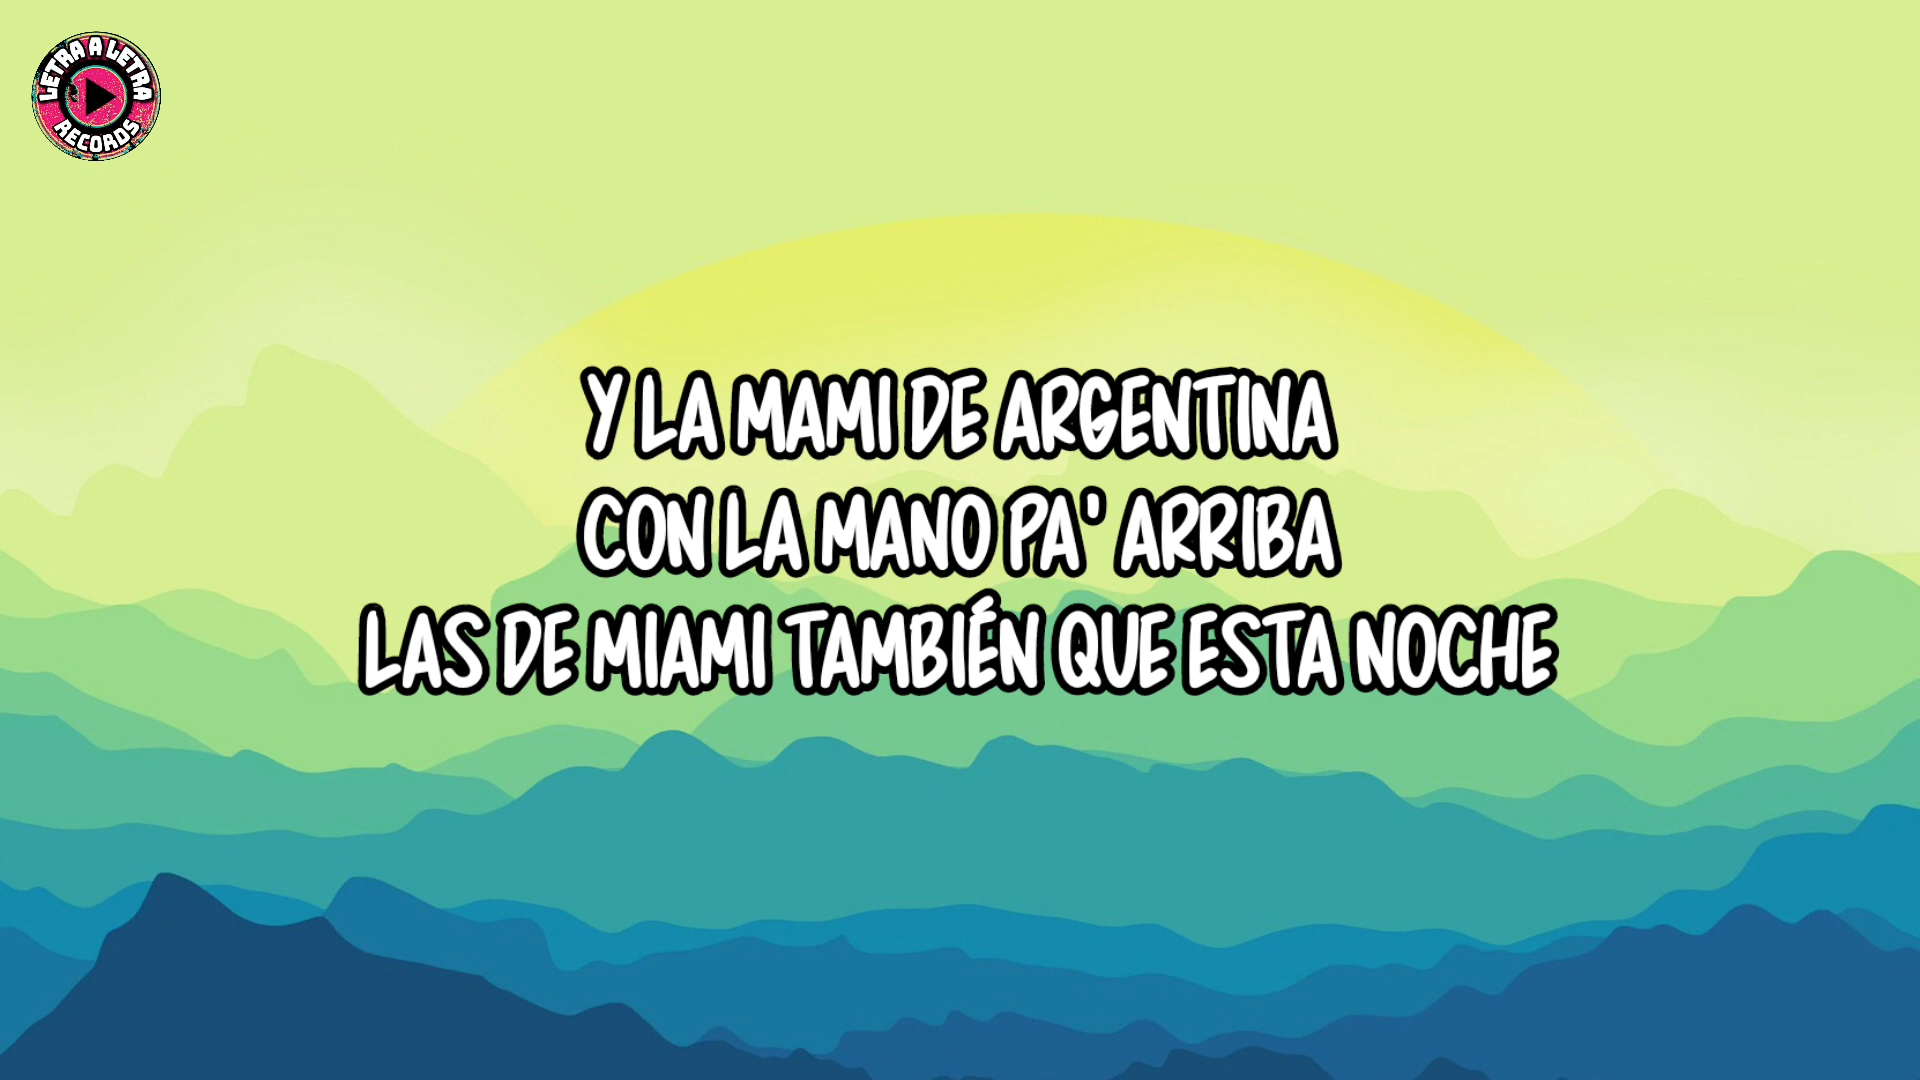 LETRA A LETRA
RECORDS
Y LA MAMI DE ARGENTINA
CON LA MANO PA' ARRIBA
LAS DE MIAMI TAMBIÉN QUE ESTA NOCHE